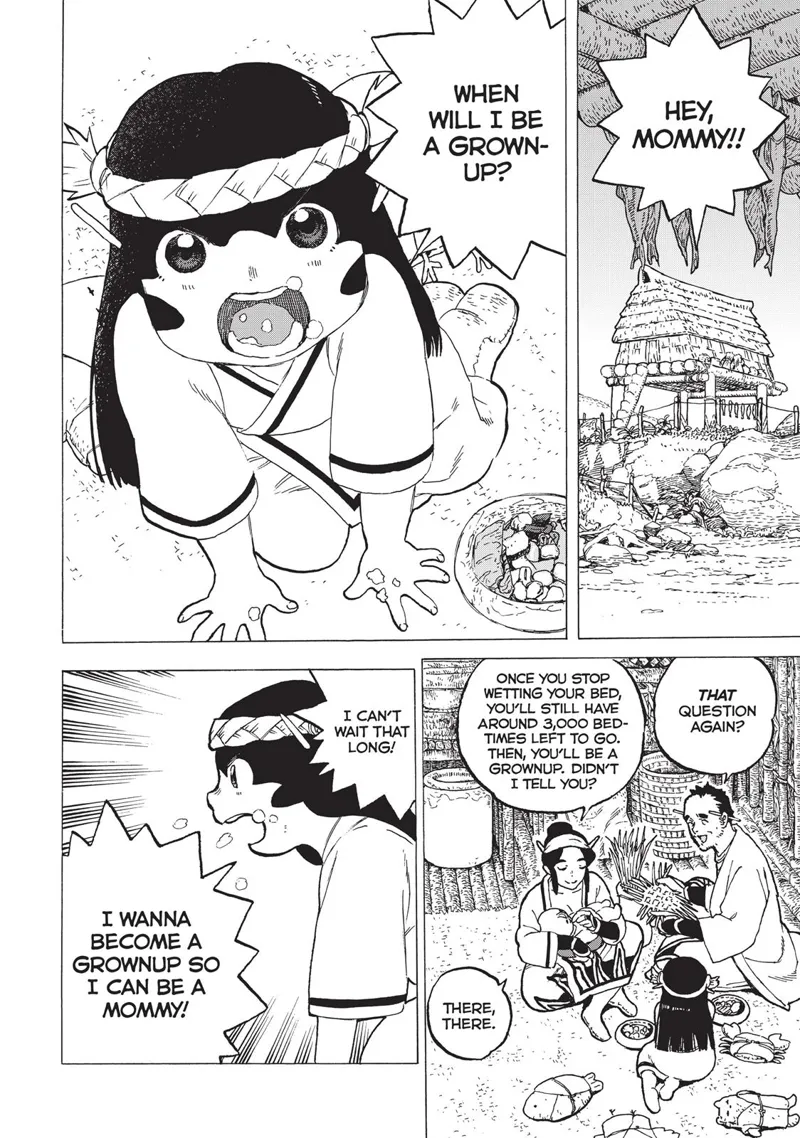 HEY,
MOMMY!!
WHEN
WILL I BE
A GROWN-
UP?
THAT
QUESTION
AGAIN?
ONCE YOU STOP
WETTING YOUR BED,
YOU'LL STILL HAVE
AROUND 3,000 BED-
TIMES LEFT TO GO.
THEN, YOU'LL BE A
GROWNUP. DIDN'T
I TELL YOU?
THERE,
THERE.
I CAN'T
WAIT THAT
LONG!
I WANNA
BECOME A
GROWNUP SO
I CAN BE A
MOMMY!